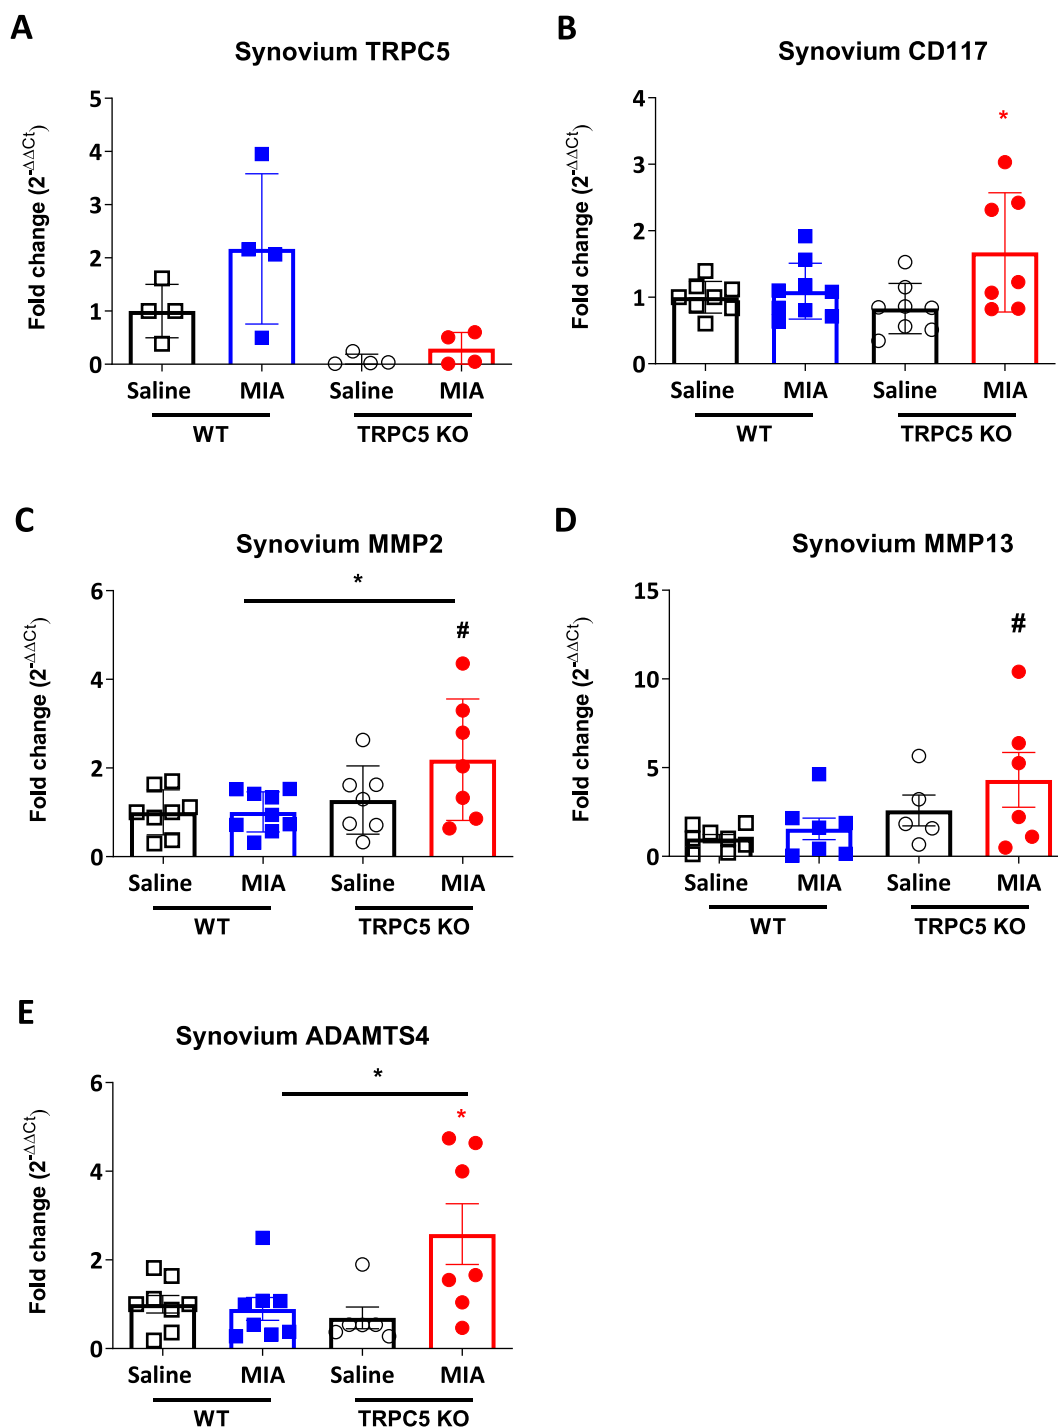 A
Synovium TRPC5
Fold change (2^-ΔΔCt)
5
4
3
2
1
0
Saline MIA Saline MIA
WT TRPC5 KO
B
Synovium CD117
Fold change (2^-ΔΔCt)
4
3
2
1
0
*
Saline MIA Saline MIA
WT TRPC5 KO
C
Synovium MMP2
Fold change (2^-ΔΔCt)
6
4
2
0
*
#
Saline MIA Saline MIA
WT TRPC5 KO
D
Synovium MMP13
Fold change (2^-ΔΔCt)
15
10
5
0
#
Saline MIA Saline MIA
WT TRPC5 KO
E
Synovium ADAMTS4
Fold change (2^-ΔΔCt)
6
4
2
0
*
*
Saline MIA Saline MIA
WT TRPC5 KO